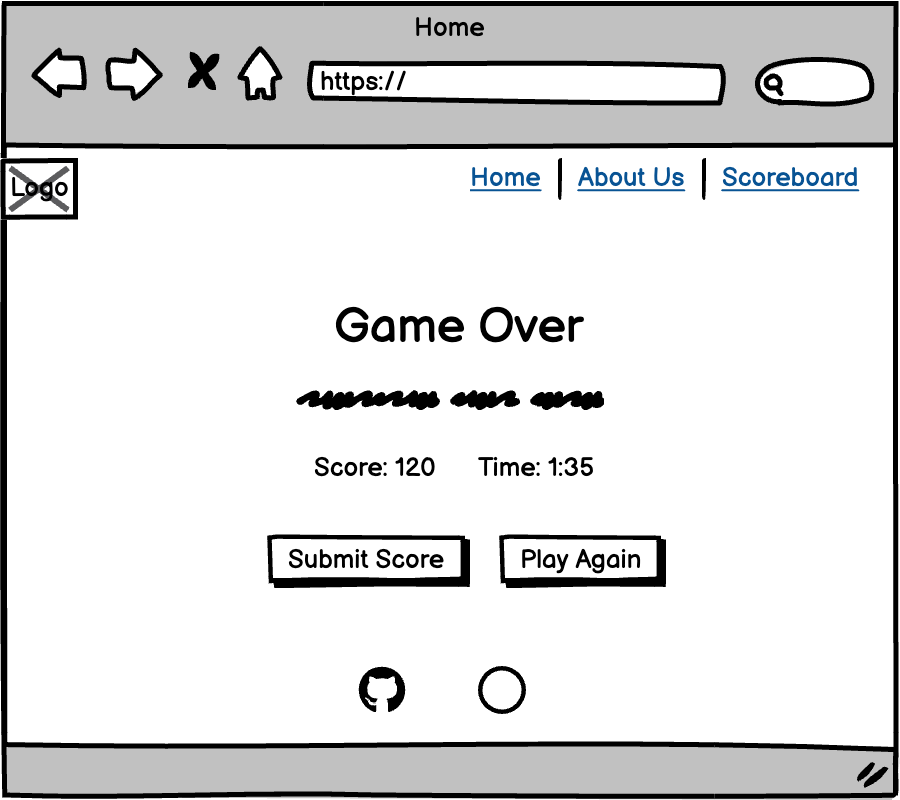 Home
https://
Logo
Home About Us Scoreboard
Game Over
Score: 120 Time: 1:35
Submit Score Play Again